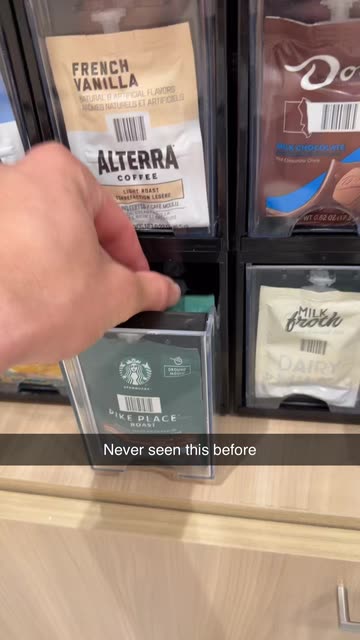 FRENCH
VANILLA
NATURAL & ARTIFICIAL FLAVORS
ARÔMES NATURELS ET ARTIFICIELS
ALTERRA
COFFEE
LIGHT ROAST
Do
MILK CHOCOLATE
MILK
froth
DAIRY
STARBUCKS
PIKE PLACE
ROAST
Never seen this before